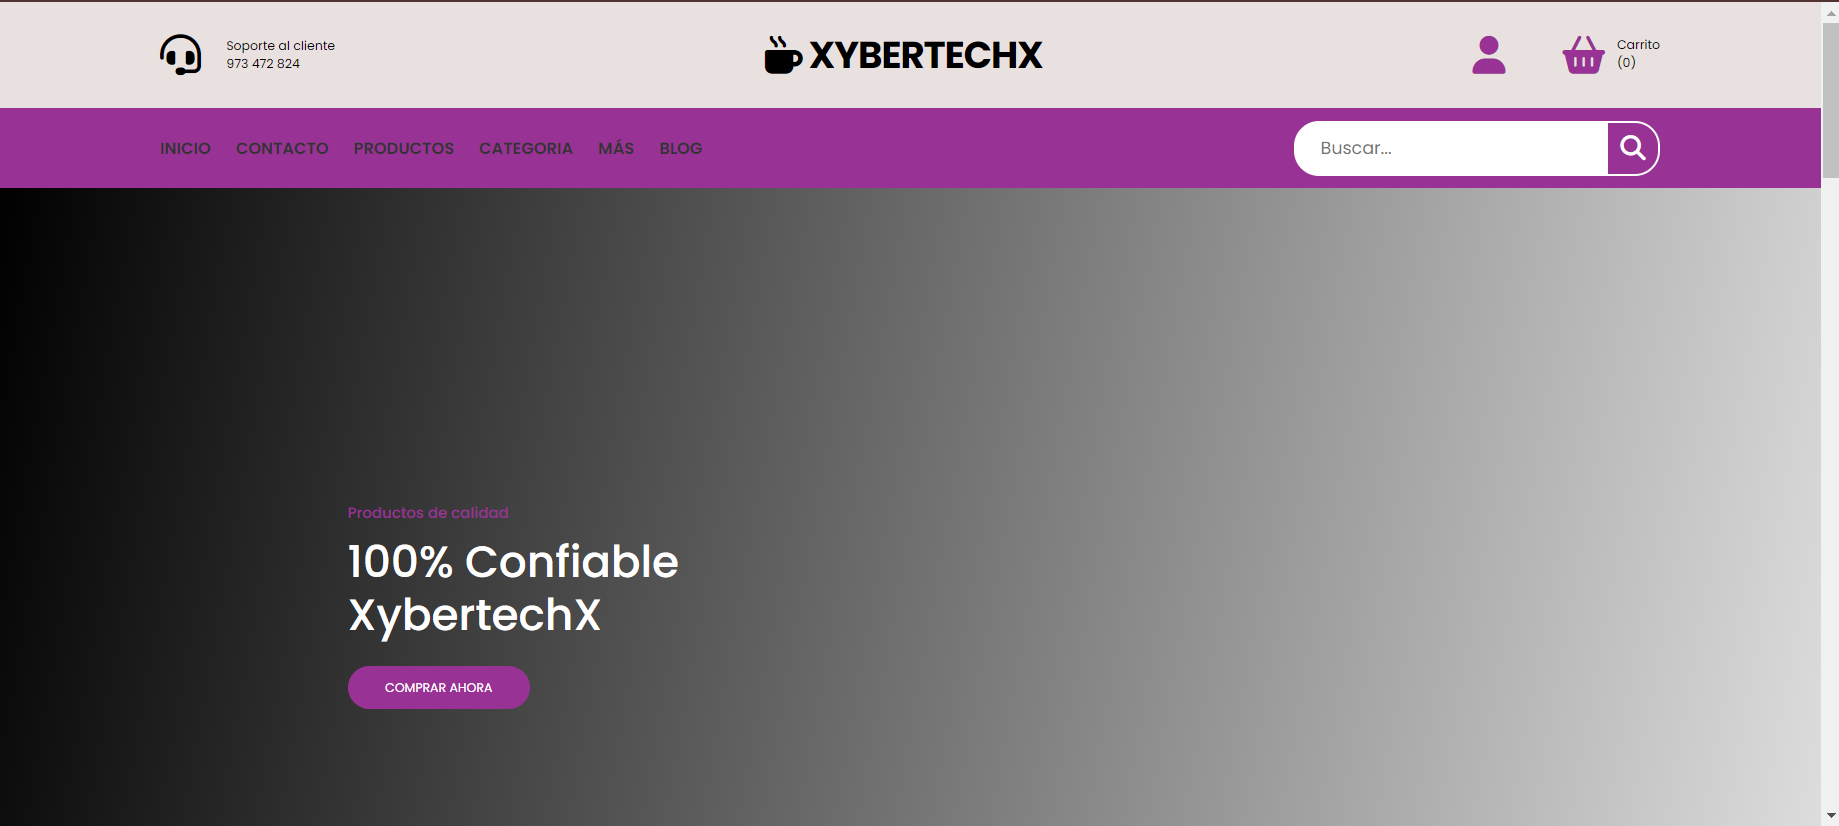 Soporte al cliente
973 472 824
XYBERTECHX
Carrito
(0)
INICIO CONTACTO PRODUCTOS CATEGORIA MÁS BLOG
Buscar...
Productos de calidad
100% Confiable
XybertechX
COMPRAR AHORA